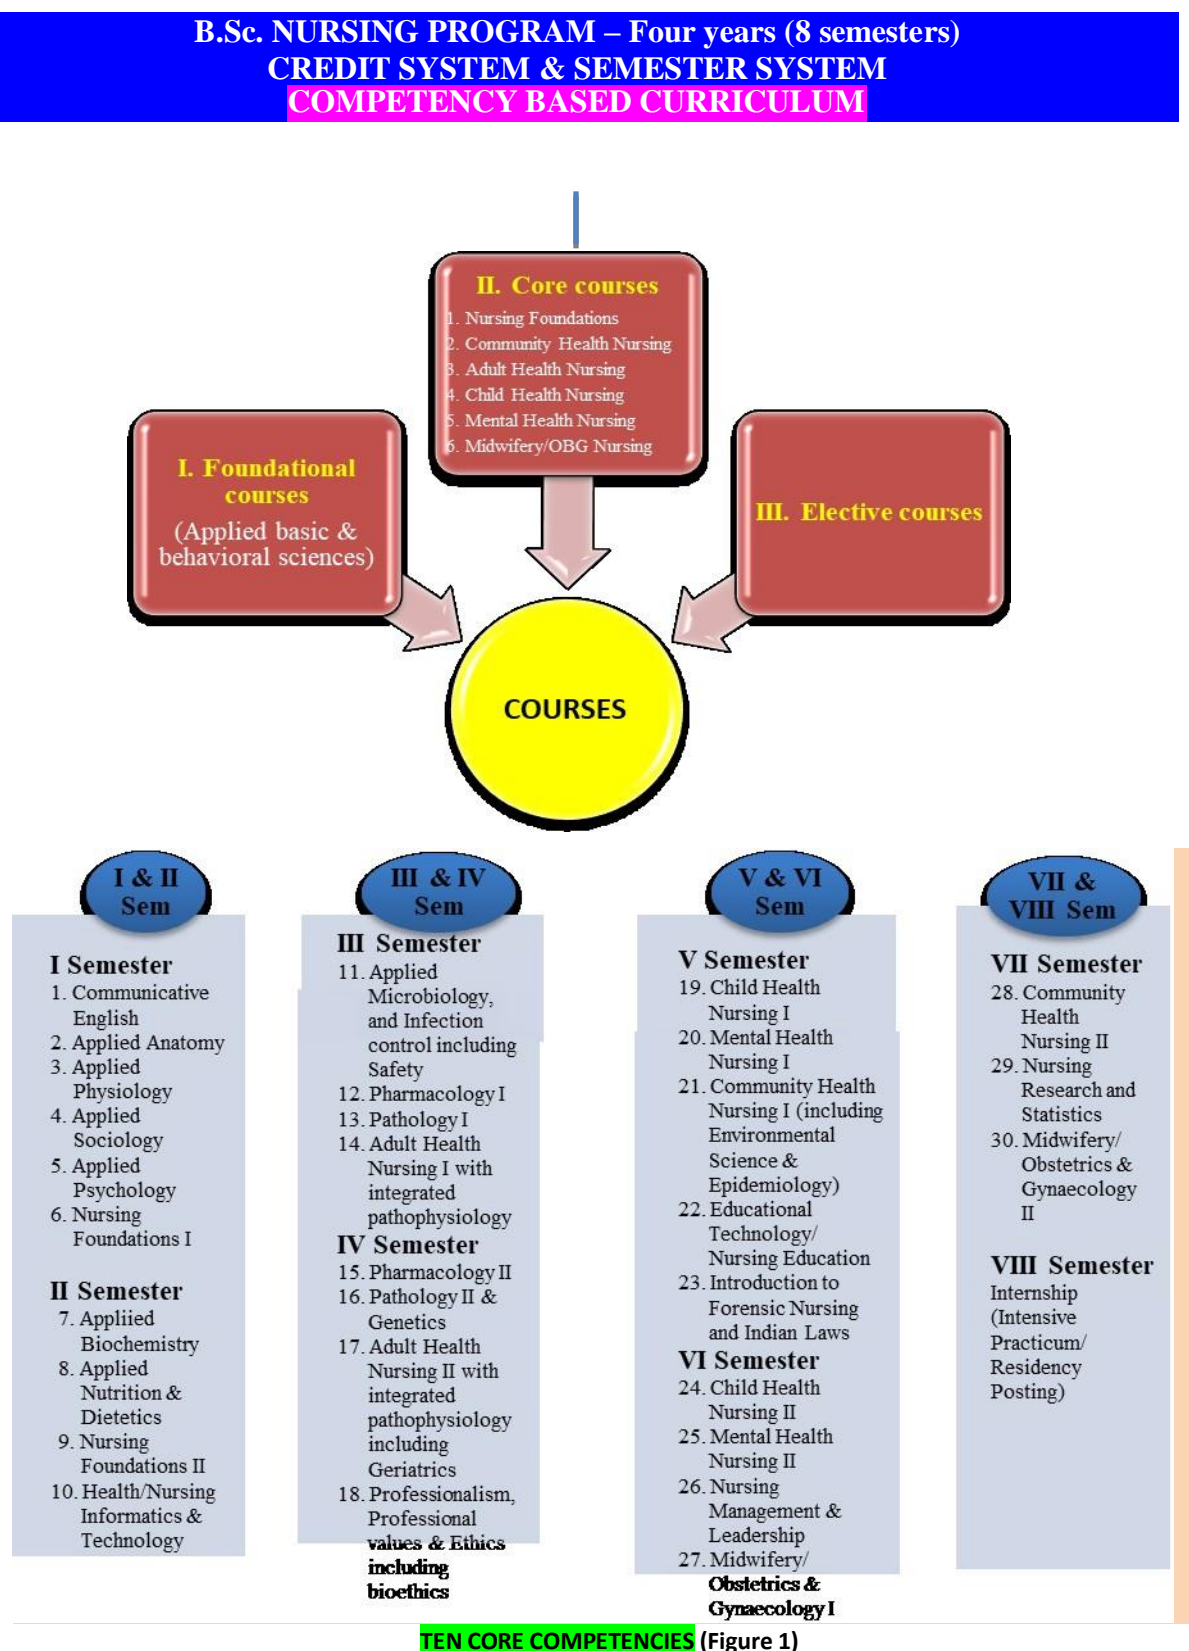 B.Sc. NURSING PROGRAM – Four years (8 semesters)
CREDIT SYSTEM & SEMESTER SYSTEM
COMPETENCY BASED CURRICULUM
II. Core courses
1. Nursing Foundations
2. Community Health Nursing
3. Adult Health Nursing
4. Child Health Nursing
5. Mental Health Nursing
6. Midwifery/OBG Nursing
I. Foundational
courses
(Applied basic &
behavioral sciences)
III. Elective courses
COURSES
I & II
Sem
I Semester
1. Communicative
English
2. Applied Anatomy
3. Applied
Physiology
4. Applied
Sociology
5. Applied
Psychology
6. Nursing
Foundations I
II Semester
7. Appliied
Biochemistry
8. Applied
Nutrition &
Dietetics
9. Nursing
Foundations II
10. Health/Nursing
Informatics &
Technology
III & IV
Sem
III Semester
11. Applied
Microbiology,
and Infection
control including
Safety
12. Pharmacology I
13. Pathology I
14. Adult Health
Nursing I with
integrated
pathophysiology
IV Semester
15. Pharmacology II
16. Pathology II &
Genetics
17. Adult Health
Nursing II with
integrated
pathophysiology
including
Geriatrics
18. Professionalism,
Professional
values & Ethics
including
bioethics
V & VI
Sem
V Semester
19. Child Health
Nursing I
20. Mental Health
Nursing I
21. Community Health
Nursing I (including
Environmental
Science &
Epidemiology)
22. Educational
Technology/
Nursing Education
23. Introduction to
Forensic Nursing
and Indian Laws
VI Semester
24. Child Health
Nursing II
25. Mental Health
Nursing II
26. Nursing
Management &
Leadership
27. Midwifery/
Obstetrics &
Gynaecology I
VII &
VIII Sem
VII Semester
28. Community
Health
Nursing II
29. Nursing
Research and
Statistics
30. Midwifery/
Obstetrics &
Gynaecology
II
VIII Semester
Internship
(Intensive
Practicum/
Residency
Posting)
TEN CORE COMPETENCIES (Figure 1)